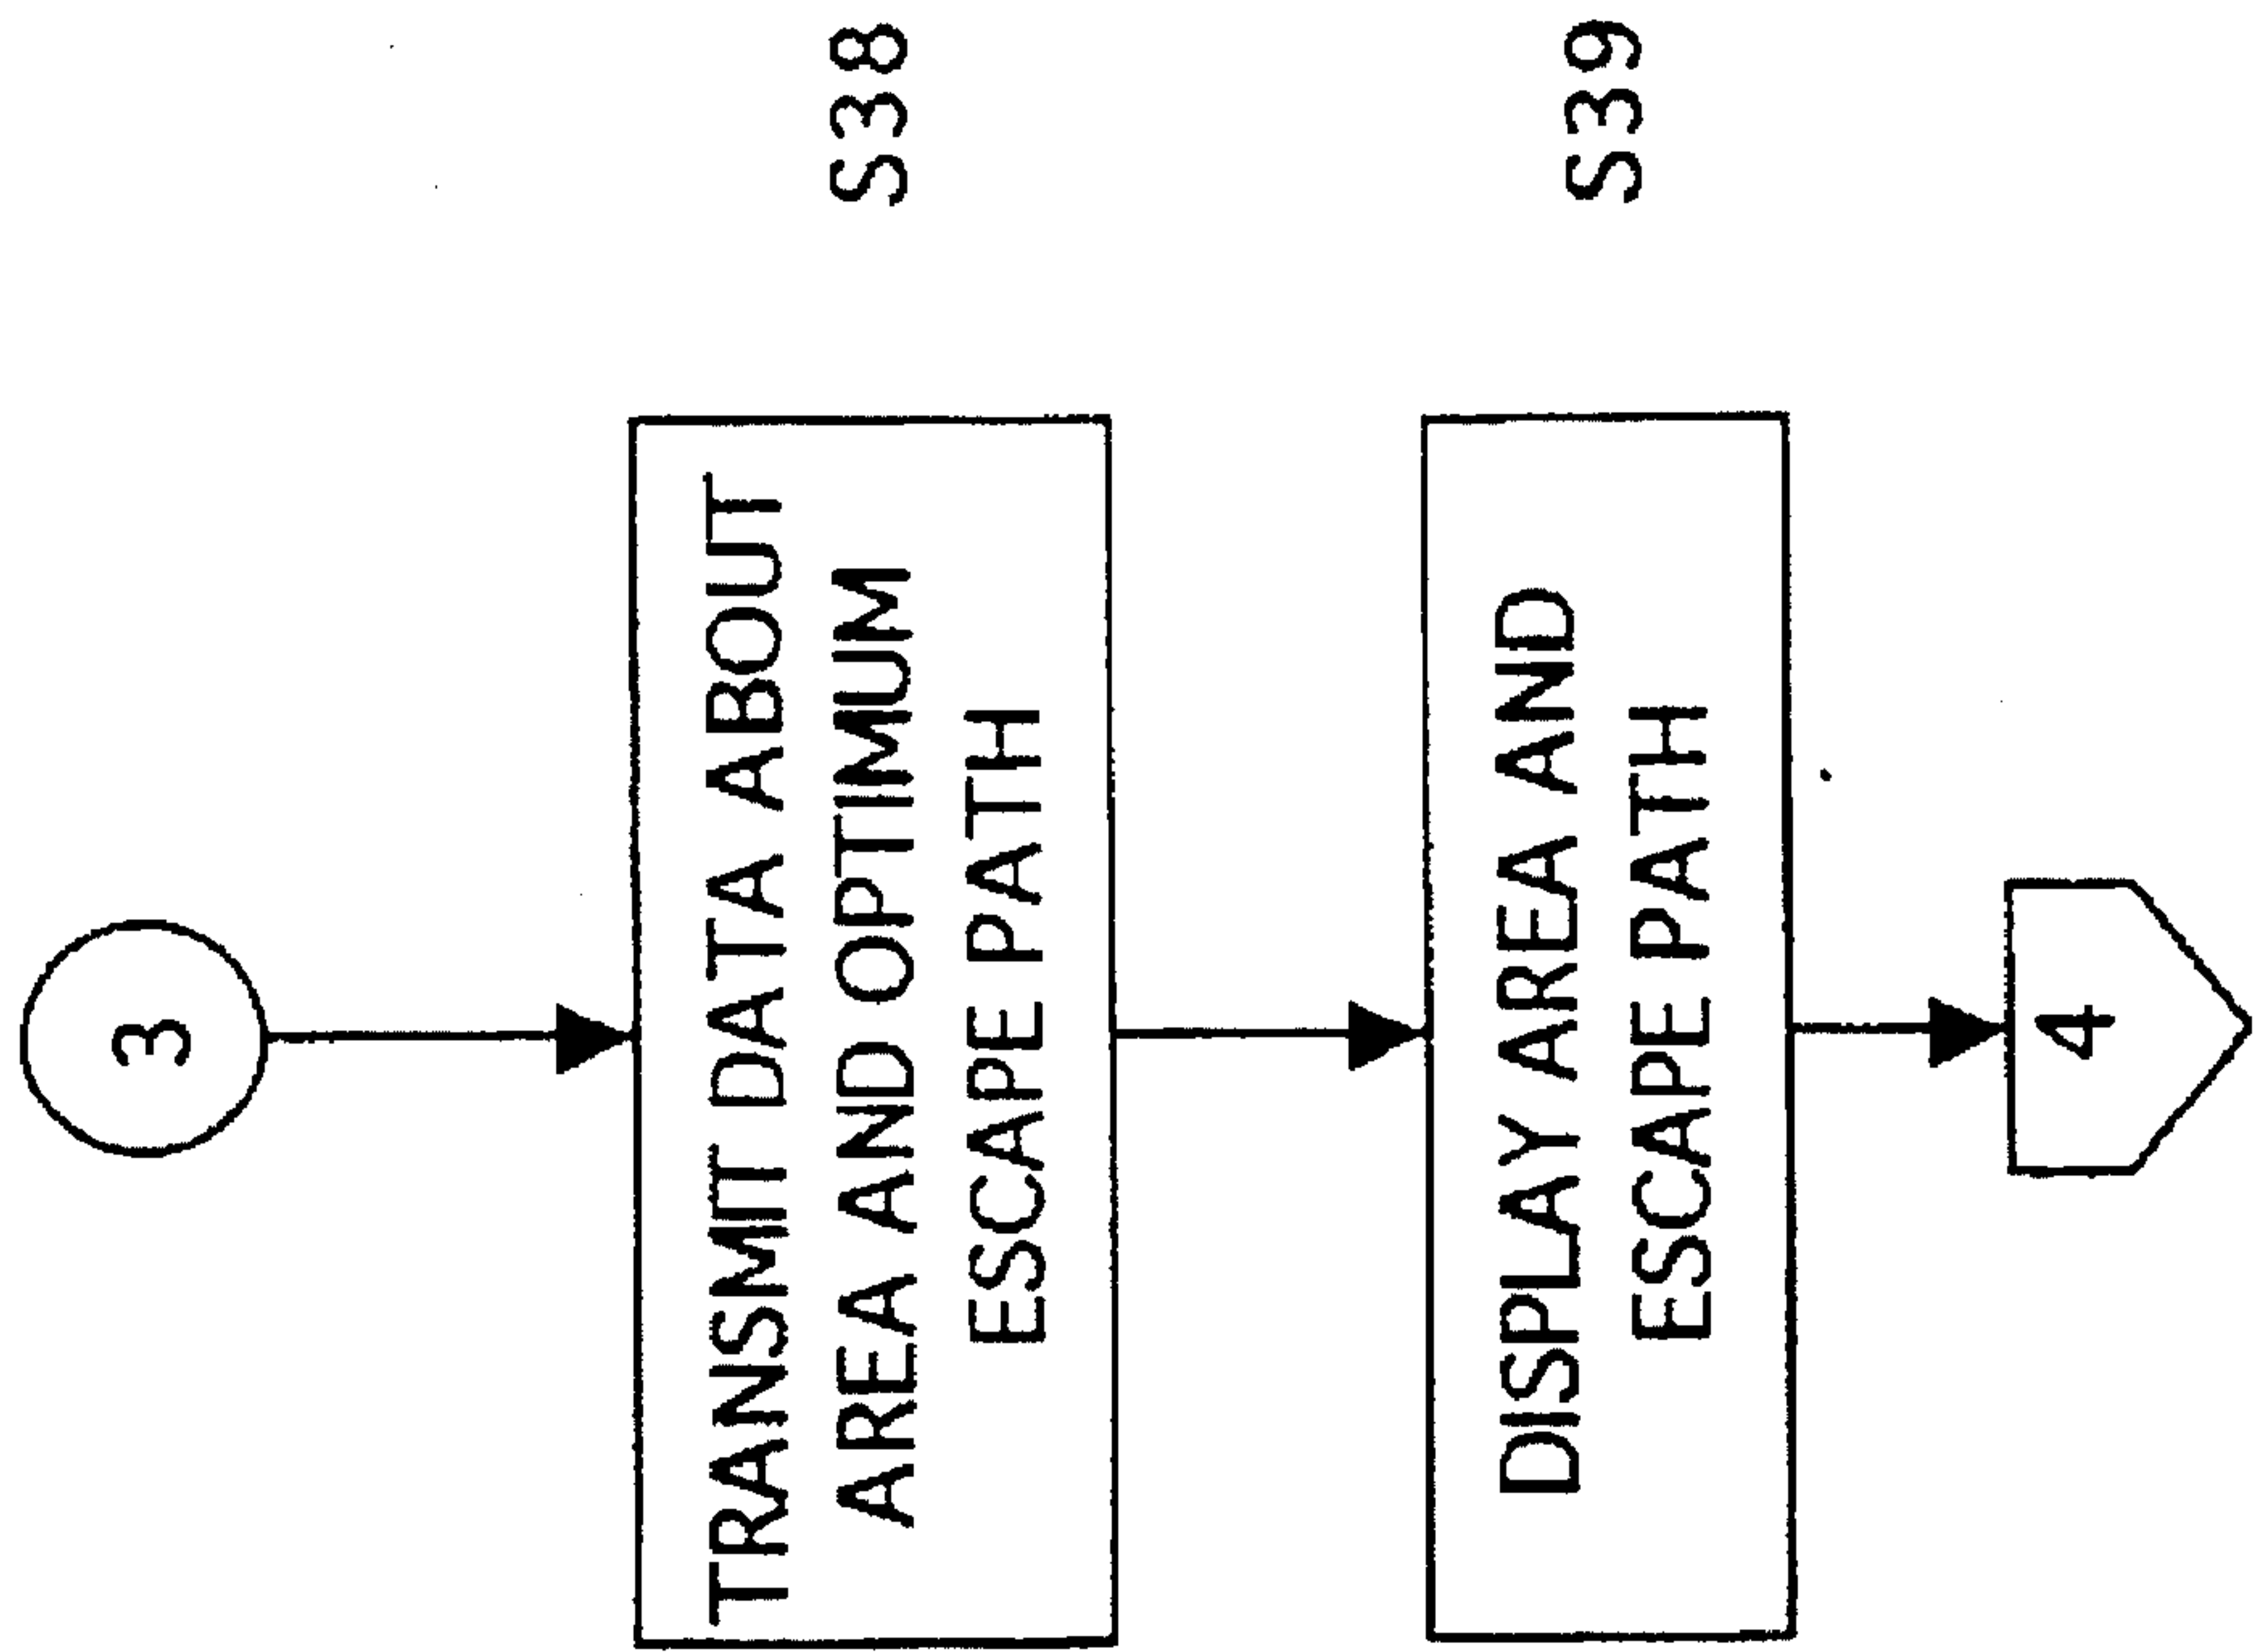 3
TRANSMIT DATA ABOUT
AREA AND OPTIMUM
ESCAPE PATH
S38
DISPLAY AREA AND
ESCAPE PATH
S39
4